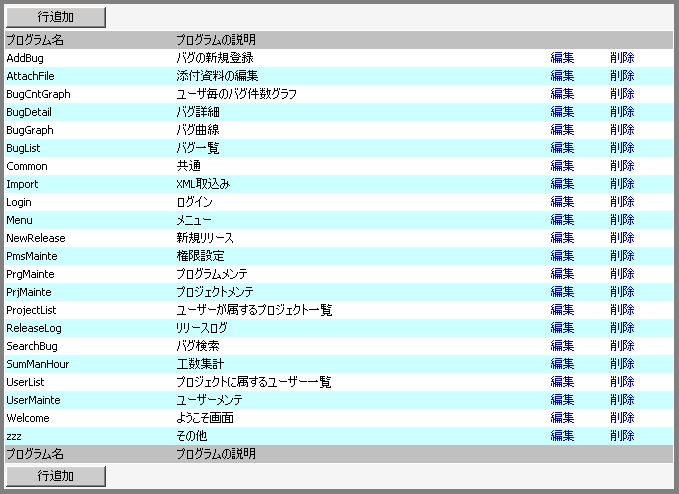 行追加
プログラム名 プログラムの説明
AddBug バグの新規登録 編集 削除
AttachFile 添付資料の編集 編集 削除
BugCntGraph ユーザ毎のバグ件数グラフ 編集 削除
BugDetail バグ詳細 編集 削除
BugGraph バグ曲線 編集 削除
BugList バグ一覧 編集 削除
Common 共通 編集 削除
Import XML取込み 編集 削除
Login ログイン 編集 削除
Menu メニュー 編集 削除
NewRelease 新規リリース 編集 削除
PmsMainte 権限設定 編集 削除
PrgMainte プログラムメンテ 編集 削除
PrjMainte プロジェクトメンテ 編集 削除
ProjectList ユーザーが属するプロジェクト一覧 編集 削除
ReleaseLog リリースログ 編集 削除
SearchBug バグ検索 編集 削除
SumManHour 工数集計 編集 削除
UserList プロジェクトに属するユーザー一覧 編集 削除
UserMainte ユーザーメンテ 編集 削除
Welcome ようこそ画面 編集 削除
zzz その他 編集 削除
プログラム名 プログラムの説明
行追加